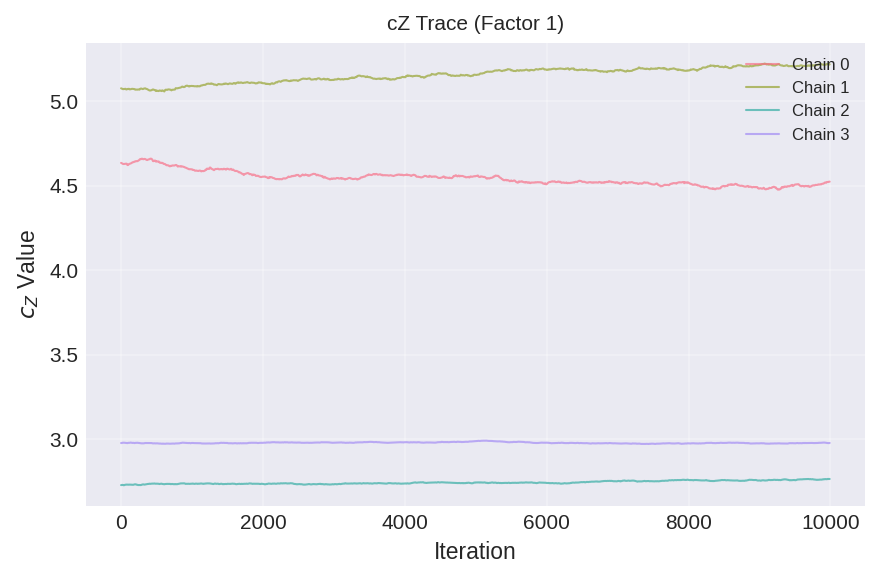 cZ Trace (Factor 1)
Chain 0
Chain 1
Chain 2
Chain 3
5.0
4.5
4.0
3.5
3.0
cZ Value
0 2000 4000 6000 8000 10000
Iteration